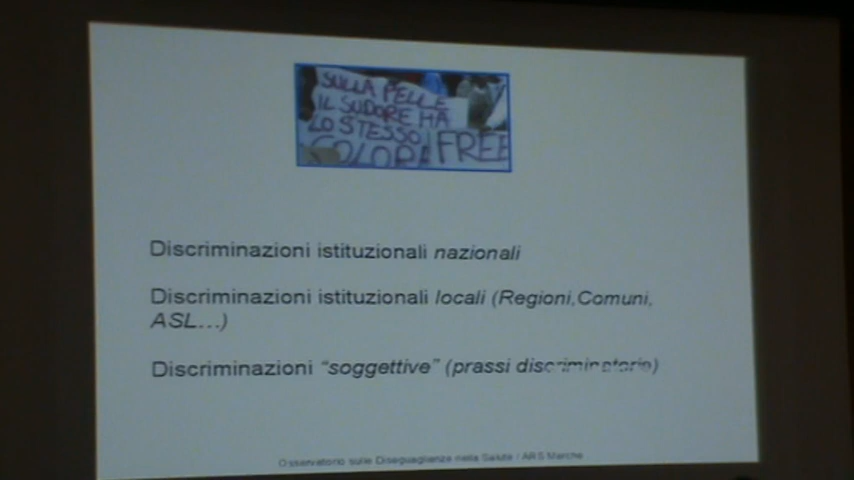 SULLA PELLE
IL SUDORE HA
LO STESSO
COLORE
FREE
Discriminazioni istituzionali nazionali
Discriminazioni istituzionali locali (Regioni,Comuni,
ASL…)
Discriminazioni “soggettive” (prassi discriminatorie)
Osservatorio sulle Diseguaglianze nella Salute / ARS Marche